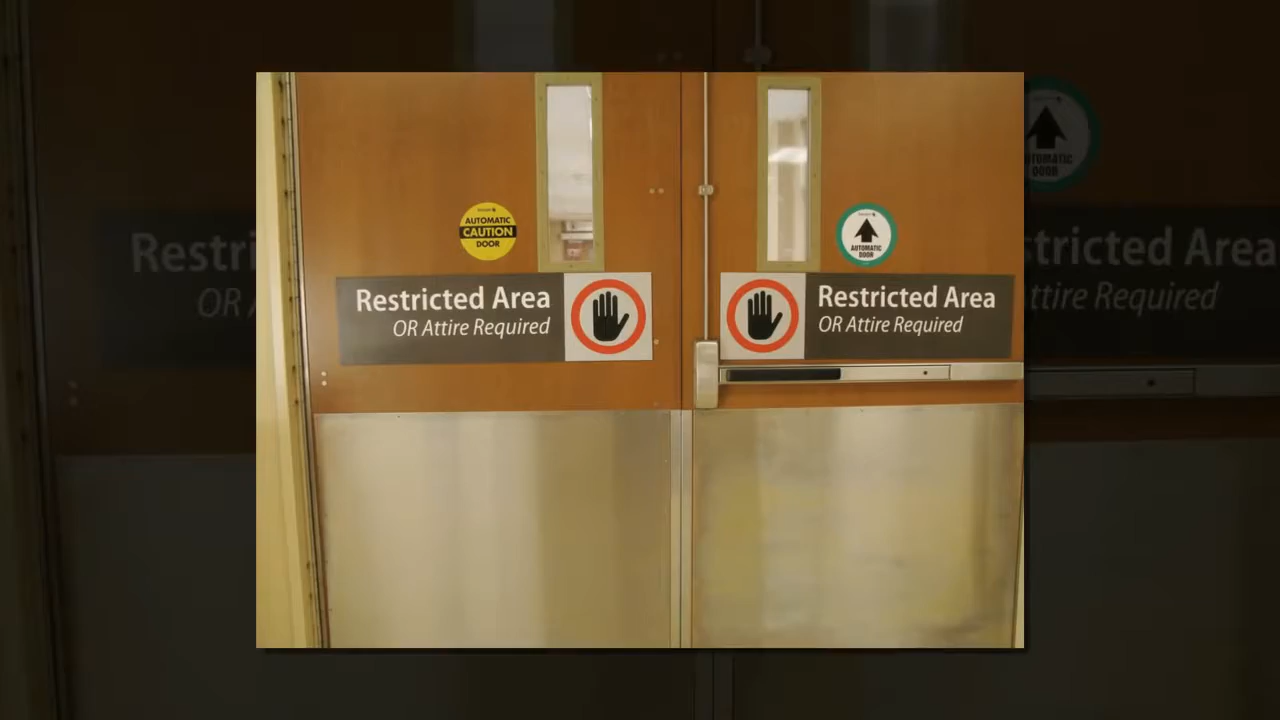 AUTOMATIC
CAUTION
DOOR
AUTOMATIC
DOOR
Restricted Area
OR Attire Required
Restricted Area
OR Attire Required